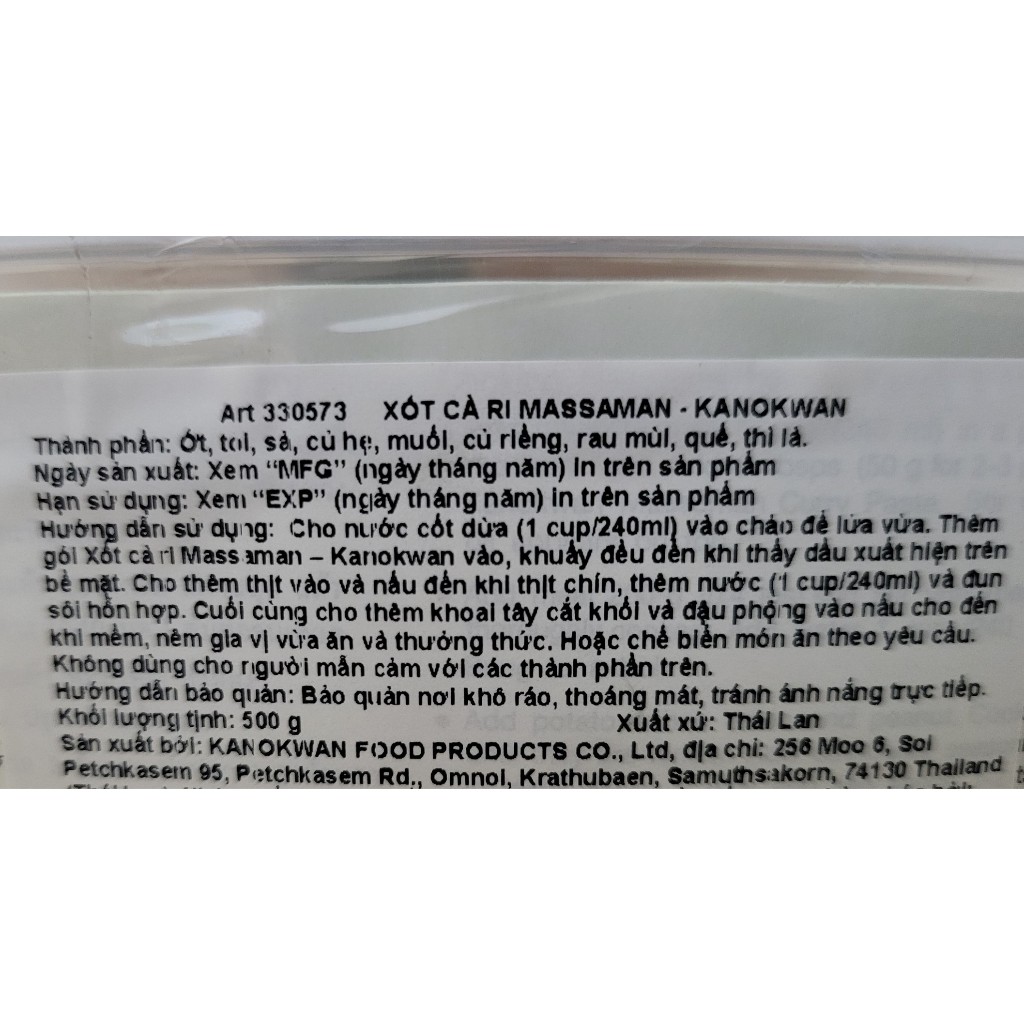 Art 330573 XỐT CÀ RI MASSAMAN - KANOKWAN
Thành phần: Ớt, tỏi, sả, củ hẹ, muối, củ riềng, rau mùi, quế, thì là.
Ngày sản xuất: Xem "MFG" (ngày tháng năm) in trên sản phẩm
Hạn sử dụng: Xem "EXP" (ngày tháng năm) in trên sản phẩm
Hướng dẫn sử dụng: Cho nước cốt dừa (1 cup/240ml) vào chảo để lửa vừa. Thêm
gói Xốt cà ri Massaman – Kanokwan vào, khuấy đều đến khi thấy dầu xuất hiện trên
bề mặt. Cho thêm thịt vào và nấu đến khi thịt chín, thêm nước (1 cup/240ml) và đun
sôi hỗn hợp. Cuối cùng cho thêm khoai tây cắt khối và đậu phộng vào nấu cho đến
khi mềm, nêm gia vị vừa ăn và thưởng thức. Hoặc chế biến món ăn theo yêu cầu.
Không dùng cho người mẫn cảm với các thành phần trên.
Hướng dẫn bảo quản: Bảo quản nơi khô ráo, thoáng mát, tránh ánh nắng trực tiếp.
Khối lượng tịnh: 500 g Xuất xứ: Thái Lan
Sản xuất bởi: KANOKWAN FOOD PRODUCTS CO., Ltd, địa chỉ: 256 Moo 6, Soi
Petchkasem 95, Petchkasem Rd., Omnoi, Krathubaen, Samuthsakorn, 74130 Thailand